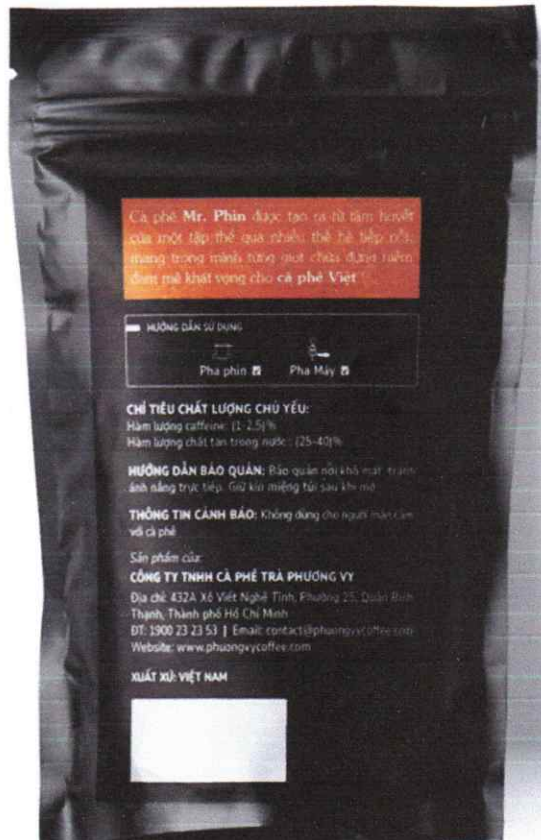 Cà phê Mr. Phin được tạo ra từ tâm huyết
của một tập thể qua nhiều thế hệ tiếp nối,
mang trong mình từng giọt chứa đựng niềm
đam mê khát vọng cho cà phê Việt
HƯỚNG DẪN SỬ DỤNG
Pha phin Pha Máy
CHỈ TIÊU CHẤT LƯỢNG CHỦ YẾU:
Hàm lượng caffeine: (1-2,5)%
Hàm lượng chất tan trong nước: (25-40)%
HƯỚNG DẪN BẢO QUẢN: Bảo quản nơi khô mát, tránh
ánh nắng trực tiếp. Giữ kín miệng túi sau khi mở
THÔNG TIN CẢNH BÁO: Không dùng cho người mẫn cảm
với cà phê
Sản phẩm của:
CÔNG TY TNHH CÀ PHÊ TRÀ PHƯƠNG VY
Địa chỉ: 432A Xô Viết Nghệ Tĩnh, Phường 25, Quận Bình
Thạnh, Thành phố Hồ Chí Minh
ĐT: 1900 23 23 53 | Email: contact@phuongvycoffee.com
Website: www.phuongvycoffee.com
XUẤT XỨ: VIỆT NAM